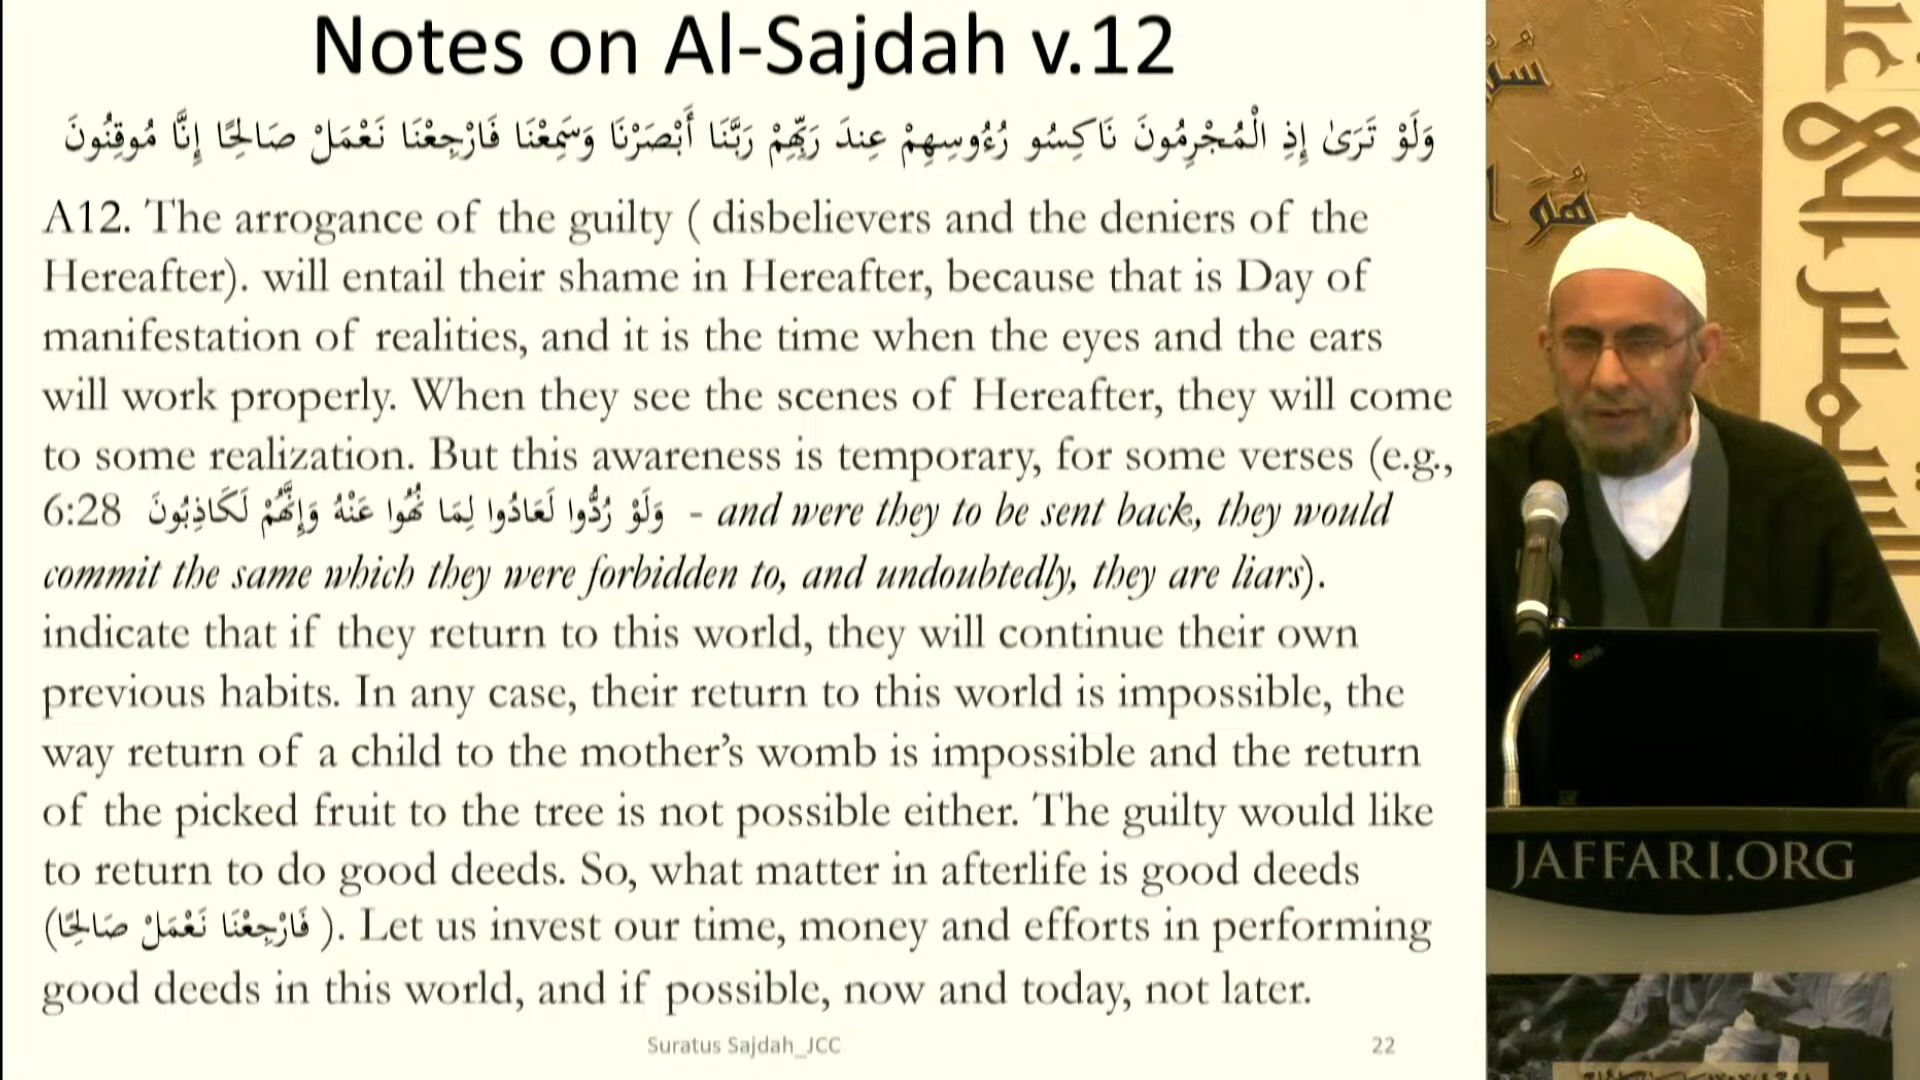 Notes on Al-Sajdah v.12
وَلَوْ تَرَىٰ إِذِ الْمُجْرِمُونَ نَاكِسُو رُءُوسِهِمْ عِندَ رَبِّهِمْ رَبَّنَا أَبْصَرْنَا وَسَمِعْنَا فَارْجِعْنَا نَعْمَلْ صَالِحًا إِنَّا مُوقِنُونَ
A12. The arrogance of the guilty ( disbelievers and the deniers of the
Hereafter). will entail their shame in Hereafter, because that is Day of
manifestation of realities, and it is the time when the eyes and the ears
will work properly. When they see the scenes of Hereafter, they will come
to some realization. But this awareness is temporary, for some verses (e.g.,
6:28 وَلَوْ رُدُّوا لَعَادُوا لِمَا نُهُوا عَنْهُ وَإِنَّهُمْ لَكَاذِبُونَ - and were they to be sent back, they would
commit the same which they were forbidden to, and undoubtedly, they are liars).
indicate that if they return to this world, they will continue their own
previous habits. In any case, their return to this world is impossible, the
way return of a child to the mother's womb is impossible and the return
of the picked fruit to the tree is not possible either. The guilty would like
to return to do good deeds. So, what matter in afterlife is good deeds
(فَارْجِعْنَا نَعْمَلْ صَالِحًا ). Let us invest our time, money and efforts in performing
good deeds in this world, and if possible, now and today, not later.
Suratus Sajdah_JCC
22
هُوَ
JAFFARI.ORG